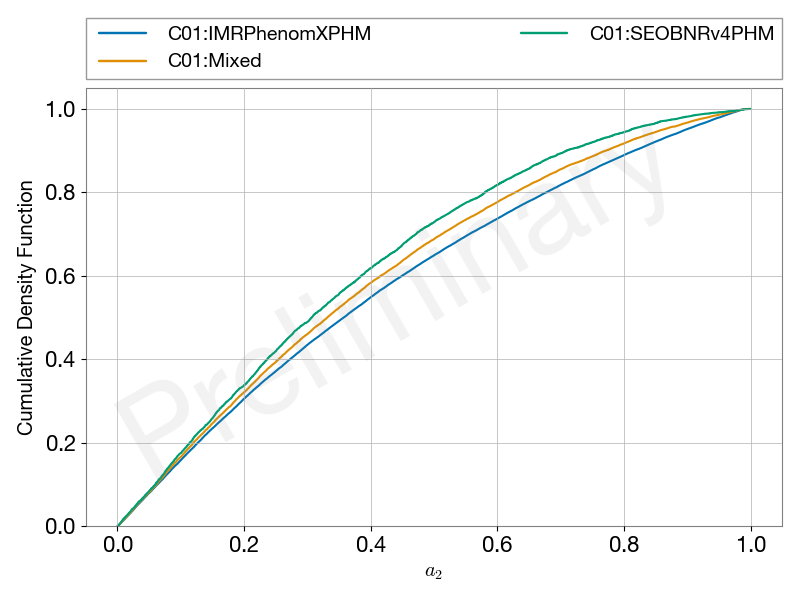 C01:IMRPhenomXPHM
C01:Mixed
C01:SEOBNRv4PHM
1.0
0.8
0.6
0.4
0.2
0.0
Cumulative Density Function
Preliminary
0.0 0.2 0.4 0.6 0.8 1.0
a₂